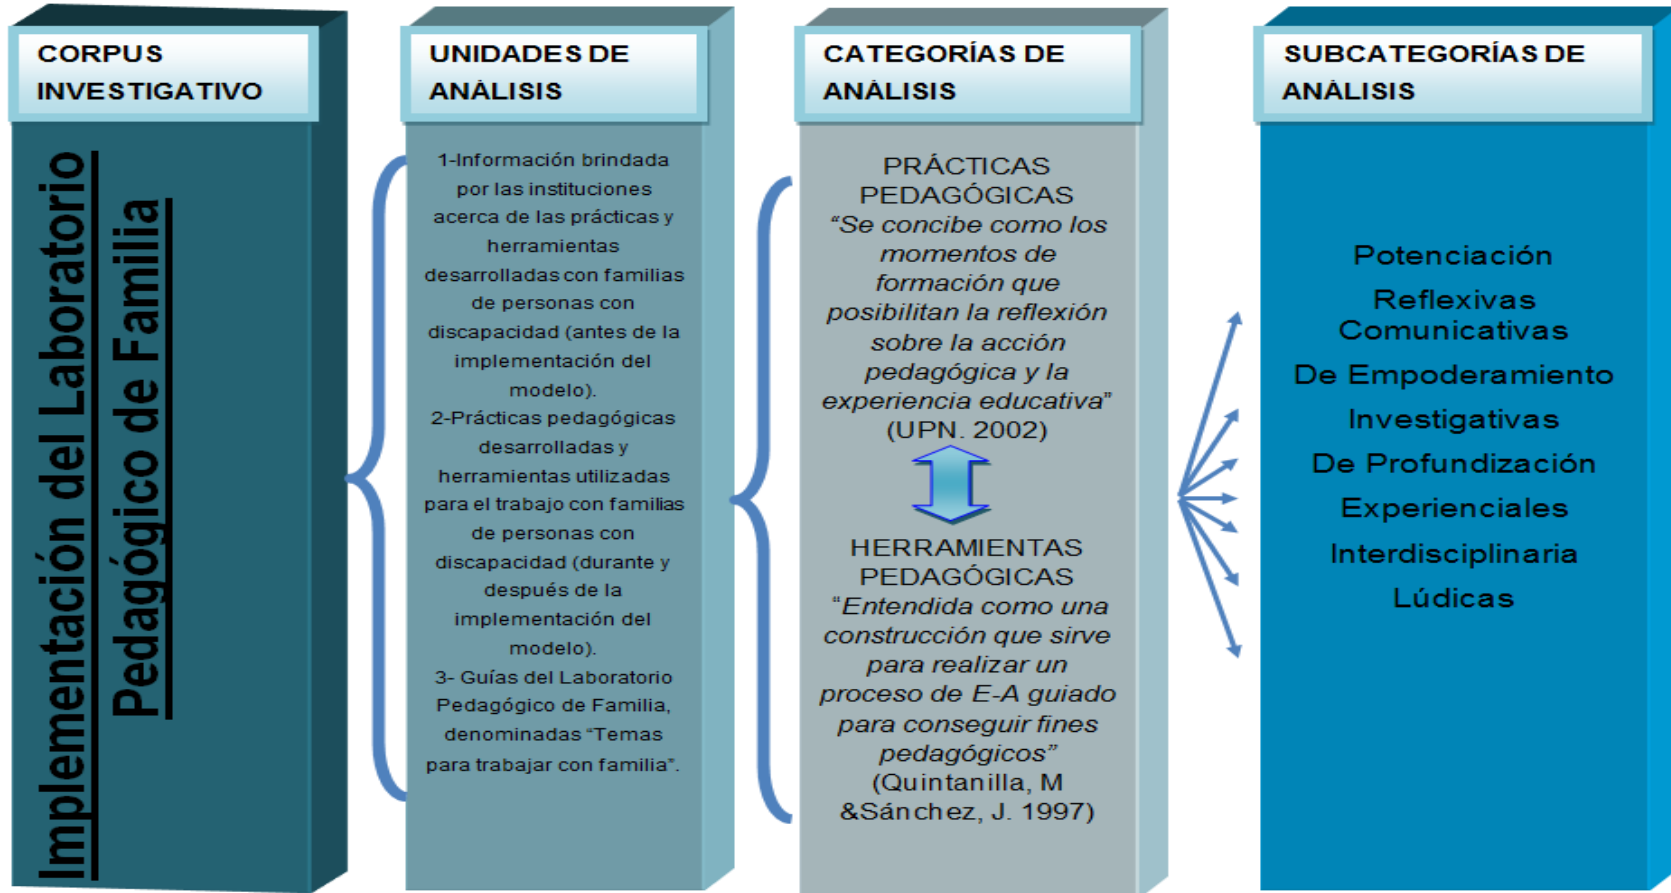 CORPUS
INVESTIGATIVO
Implementación del Laboratorio
Pedagógico de Familia
UNIDADES DE
ANÁLISIS
1-Información brindada
por las instituciones
acerca de las prácticas y
herramientas
desarrolladas con familias
de personas con
discapacidad (antes de la
implementación del
modelo).
2-Prácticas pedagógicas
desarrolladas y
herramientas utilizadas
para el trabajo con familias
de personas con
discapacidad (durante y
después de la
implementación del
modelo).
3- Guías del Laboratorio
Pedagógico de Familia,
denominadas “Temas
para trabajar con familia”.
CATEGORÍAS DE
ANÁLISIS
PRÁCTICAS
PEDAGÓGICAS
“Se concibe como los
momentos de
formación que
posibilitan la reflexión
sobre la acción
pedagógica y la
experiencia educativa”
(UPN. 2002)
HERRAMIENTAS
PEDAGÓGICAS
“Entendida como una
construcción que sirve
para realizar un
proceso de E-A guiado
para conseguir fines
pedagógicos”
(Quintanilla, M
&Sánchez, J. 1997)
SUBCATEGORÍAS DE
ANÁLISIS
Potenciación
Reflexivas
Comunicativas
De Empoderamiento
Investigativas
De Profundización
Experienciales
Interdisciplinaria
Lúdicas